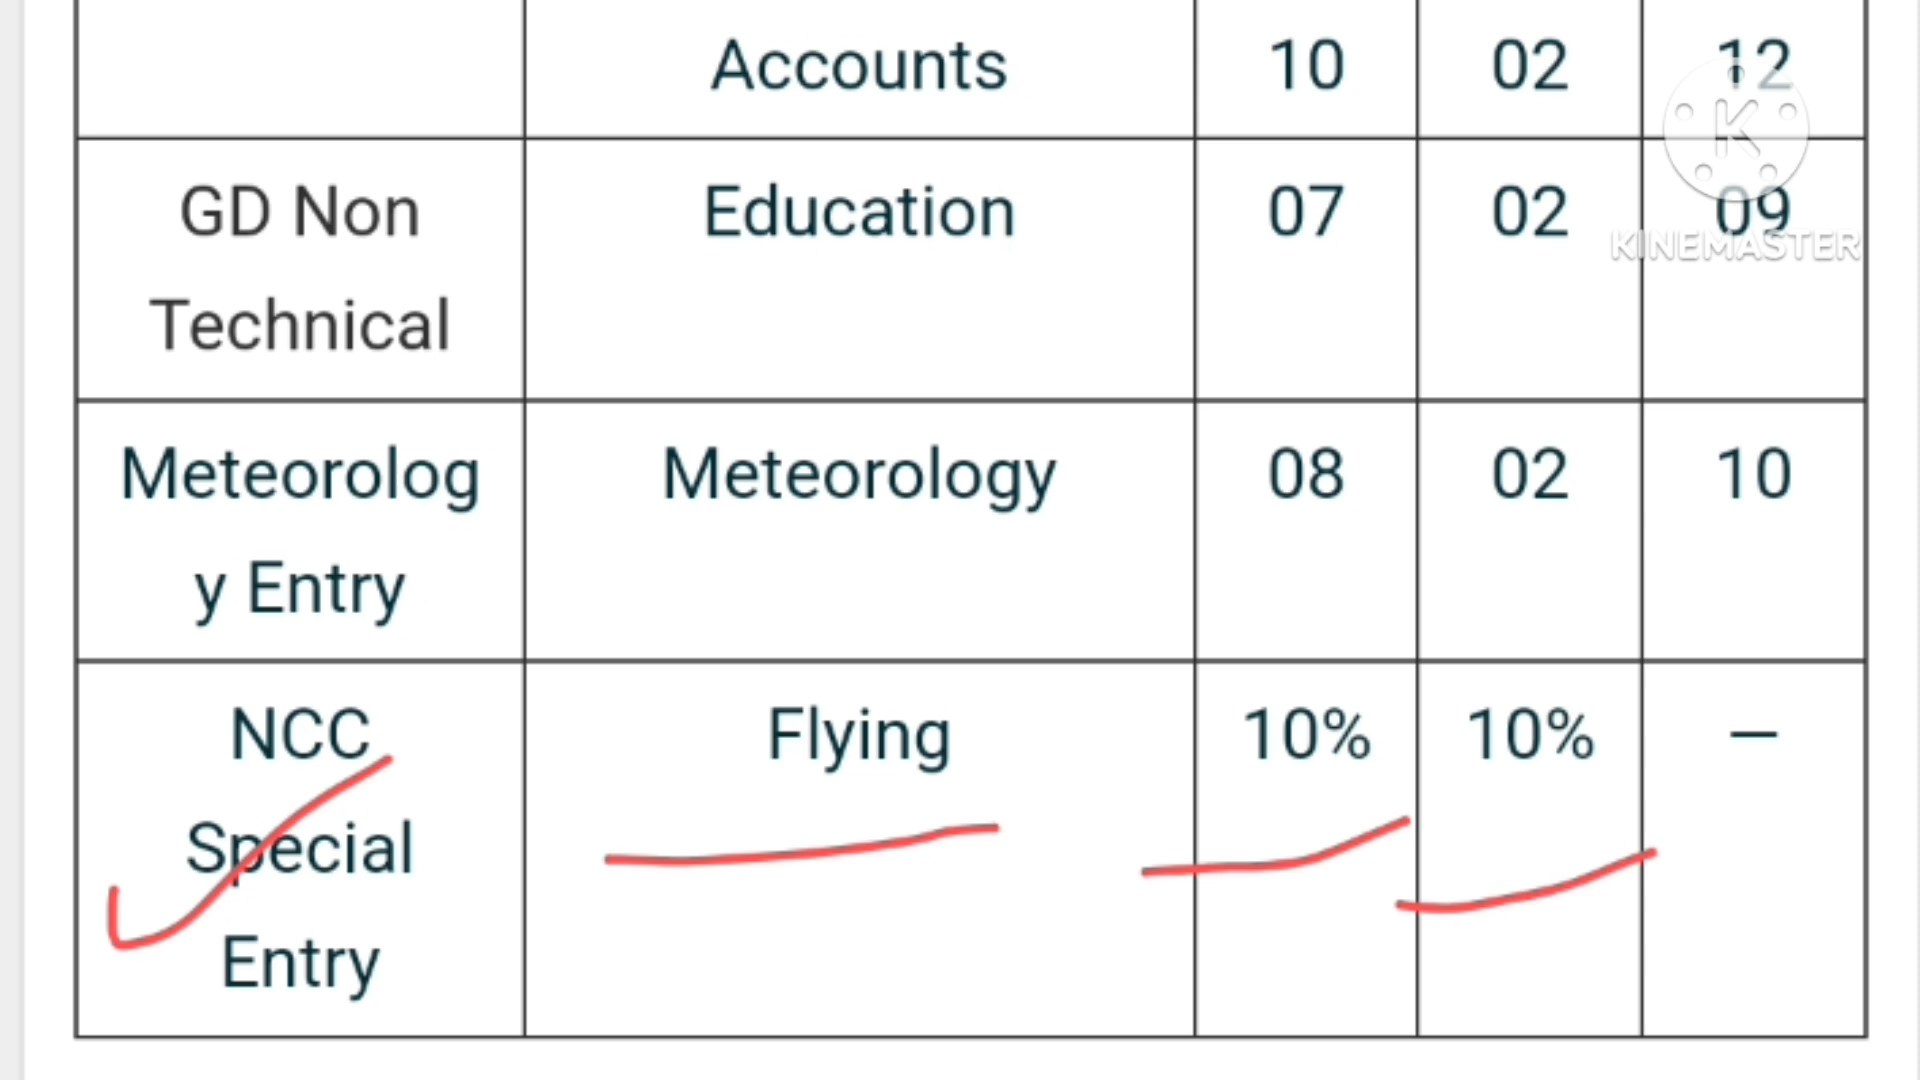 Accounts 10 02 12
GD Non Education 07 02 09
Technical
Meteorolog Meteorology 08 02 10
y Entry
NCC Flying 10% 10% –
Special
Entry
K
KINEMASTER